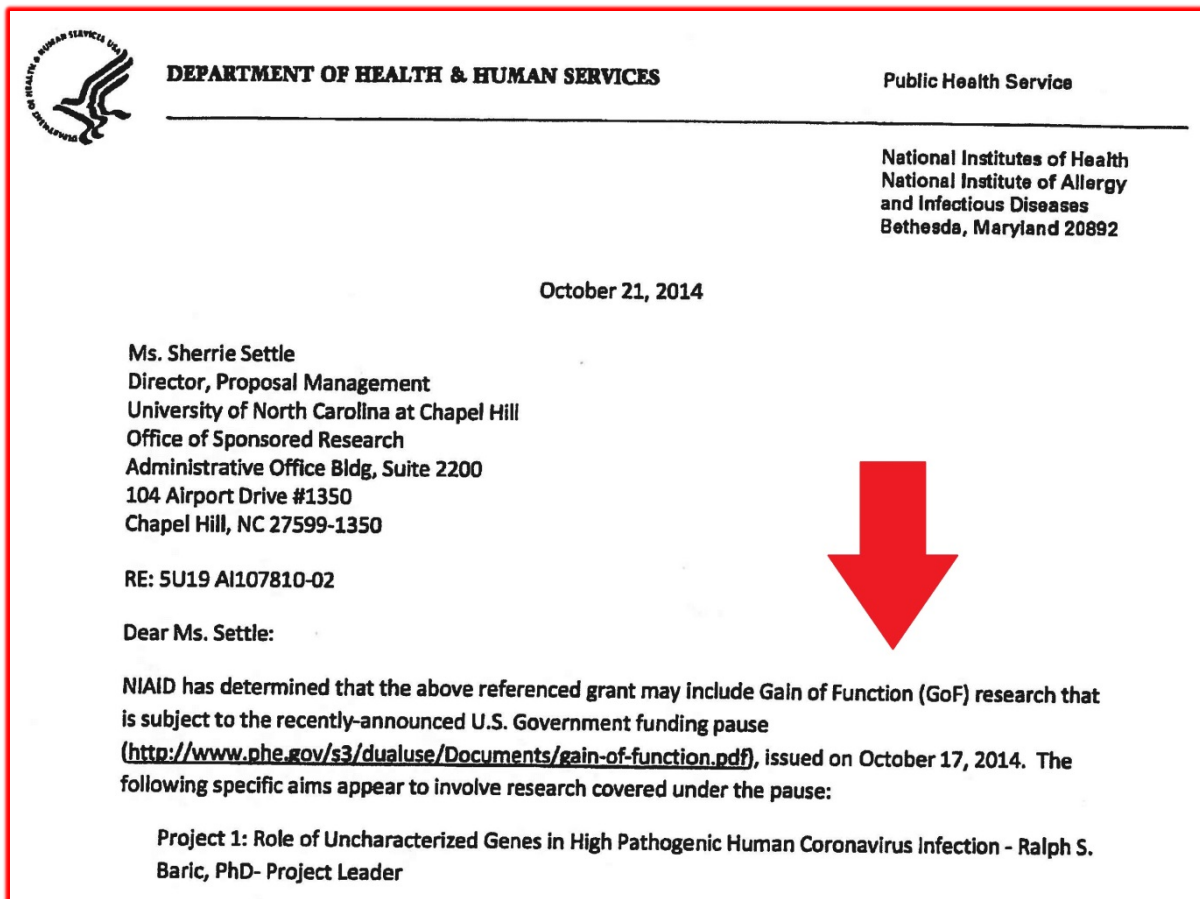 DEPARTMENT OF HEALTH & HUMAN SERVICES USA
DEPARTMENT OF HEALTH & HUMAN SERVICES
Public Health Service
National Institutes of Health
National Institute of Allergy
and Infectious Diseases
Bethesda, Maryland 20892
October 21, 2014
Ms. Sherrie Settle
Director, Proposal Management
University of North Carolina at Chapel Hill
Office of Sponsored Research
Administrative Office Bldg, Suite 2200
104 Airport Drive #1350
Chapel Hill, NC 27599-1350
RE: 5U19 AI107810-02
Dear Ms. Settle:
NIAID has determined that the above referenced grant may include Gain of Function (GoF) research that
is subject to the recently-announced U.S. Government funding pause
(http://www.phe.gov/s3/dualuse/Documents/gain-of-function.pdf), issued on October 17, 2014. The
following specific aims appear to involve research covered under the pause:
Project 1: Role of Uncharacterized Genes in High Pathogenic Human Coronavirus Infection - Ralph S.
Baric, PhD- Project Leader